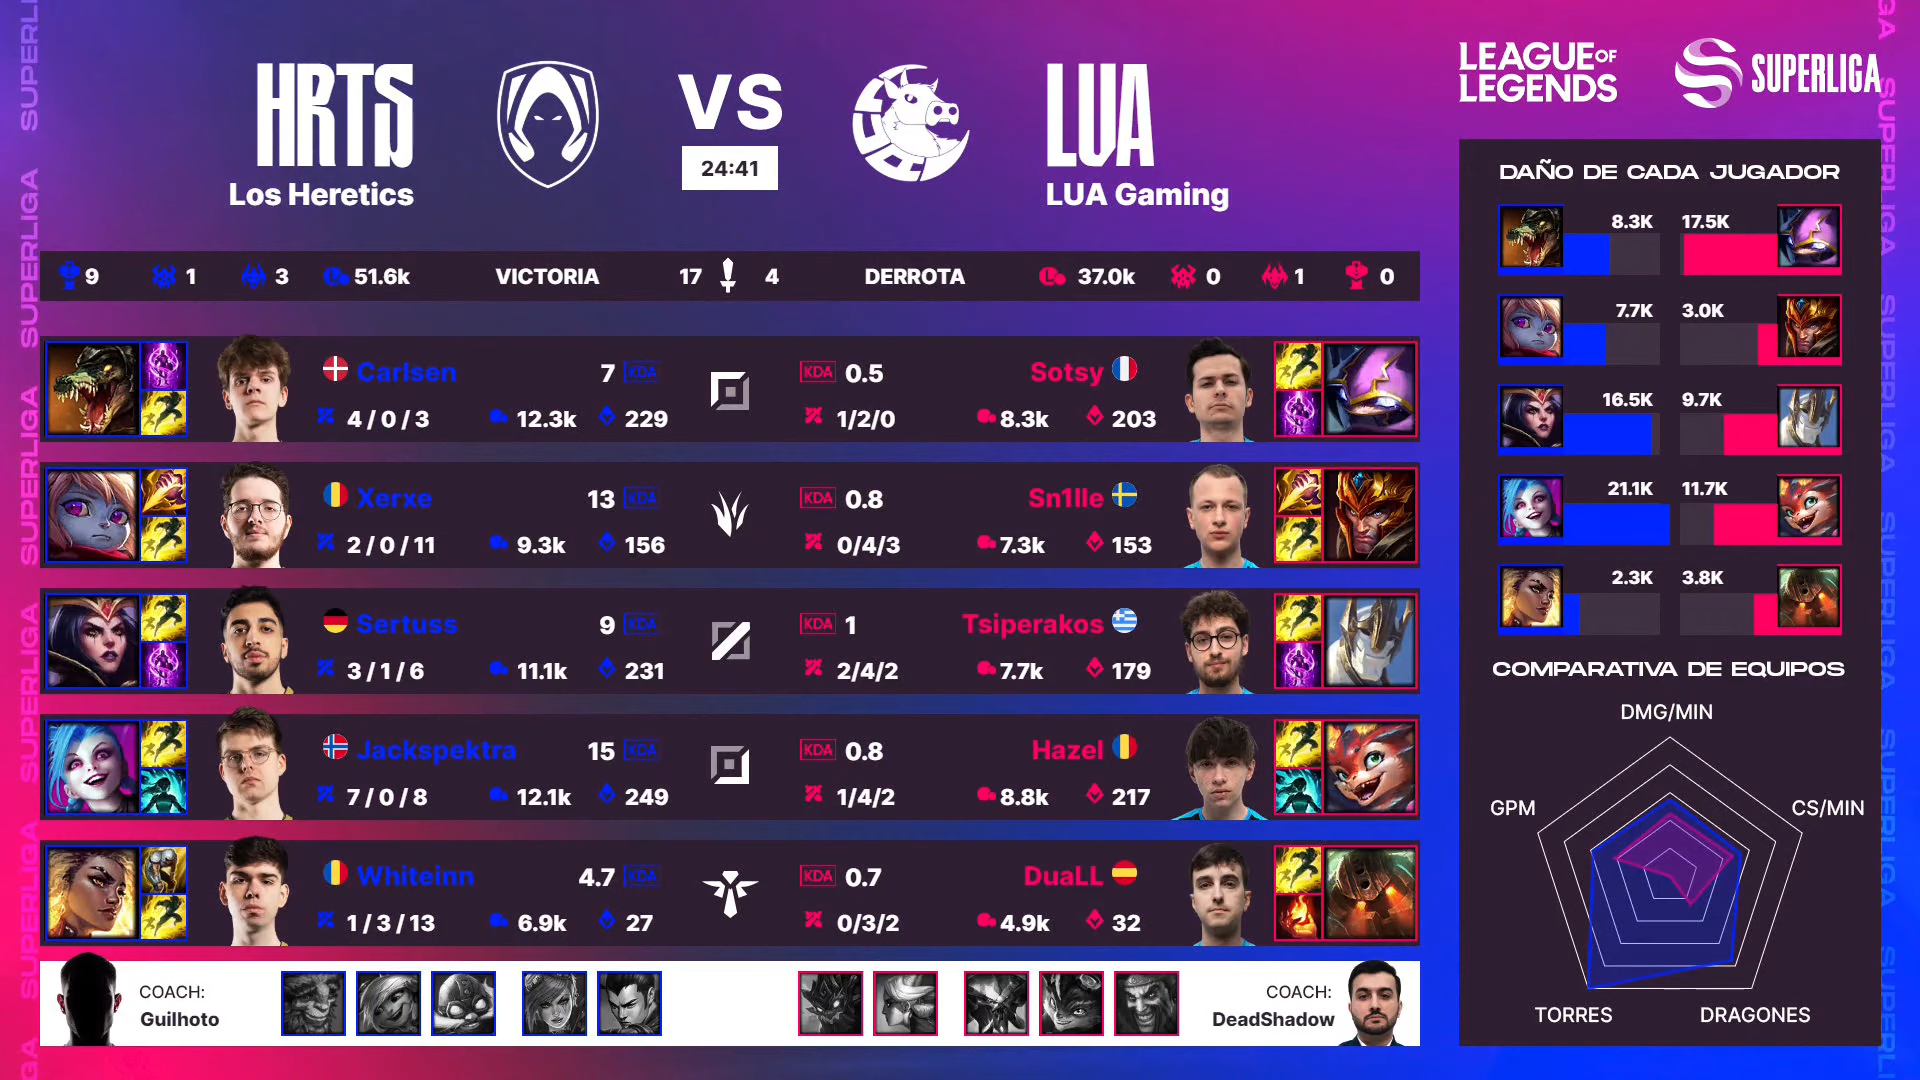 HRTS
Los Heretics
VS
24:41
LUA
LUA Gaming
LEAGUE OF
LEGENDS
SUPERLIGA
9 1 3 51.6k VICTORIA 17 4 DERROTA 37.0k 0 1 0
Carlsen 7 KDA
4/0/3 12.3k 229
KDA 0.5 Sotsy
1/2/0 8.3k 203
Xerxe 13 KDA
2/0/11 9.3k 156
KDA 0.8 Sn1lle
0/4/3 7.3k 153
Sertuss 9 KDA
3/1/6 11.1k 231
KDA 1 Tsiperakos
2/4/2 7.7k 179
Jackspektra 15 KDA
7/0/8 12.1k 249
KDA 0.8 Hazel
1/4/2 8.8k 217
Whiteinn 4.7 KDA
1/3/13 6.9k 27
KDA 0.7 DuaLL
0/3/2 4.9k 32
COACH:
Guilhoto
COACH:
DeadShadow
DAÑO DE CADA JUGADOR
8.3K 17.5K
7.7K 3.0K
16.5K 9.7K
21.1K 11.7K
2.3K 3.8K
COMPARATIVA DE EQUIPOS
DMG/MIN
GPM
CS/MIN
TORRES
DRAGONES
SUPERLIGA SUPERLIGA SUPERLIGA SUPERLIGA
SUPERLIGA SUPERLIGA SUPERLIGA SUPERLIGA